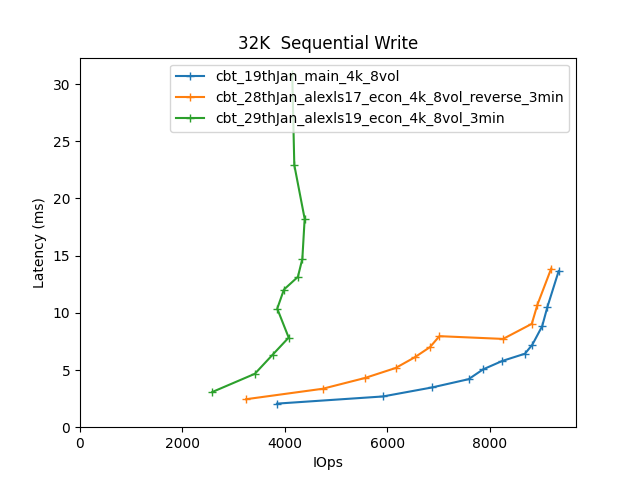 32K  Sequential Write
cbt_19thJan_main_4k_8vol
cbt_28thJan_alexls17_econ_4k_8vol_reverse_3min
cbt_29thJan_alexls19_econ_4k_8vol_3min
30
25
20
15
10
5
0
Latency (ms)
0 2000 4000 6000 8000
IOps